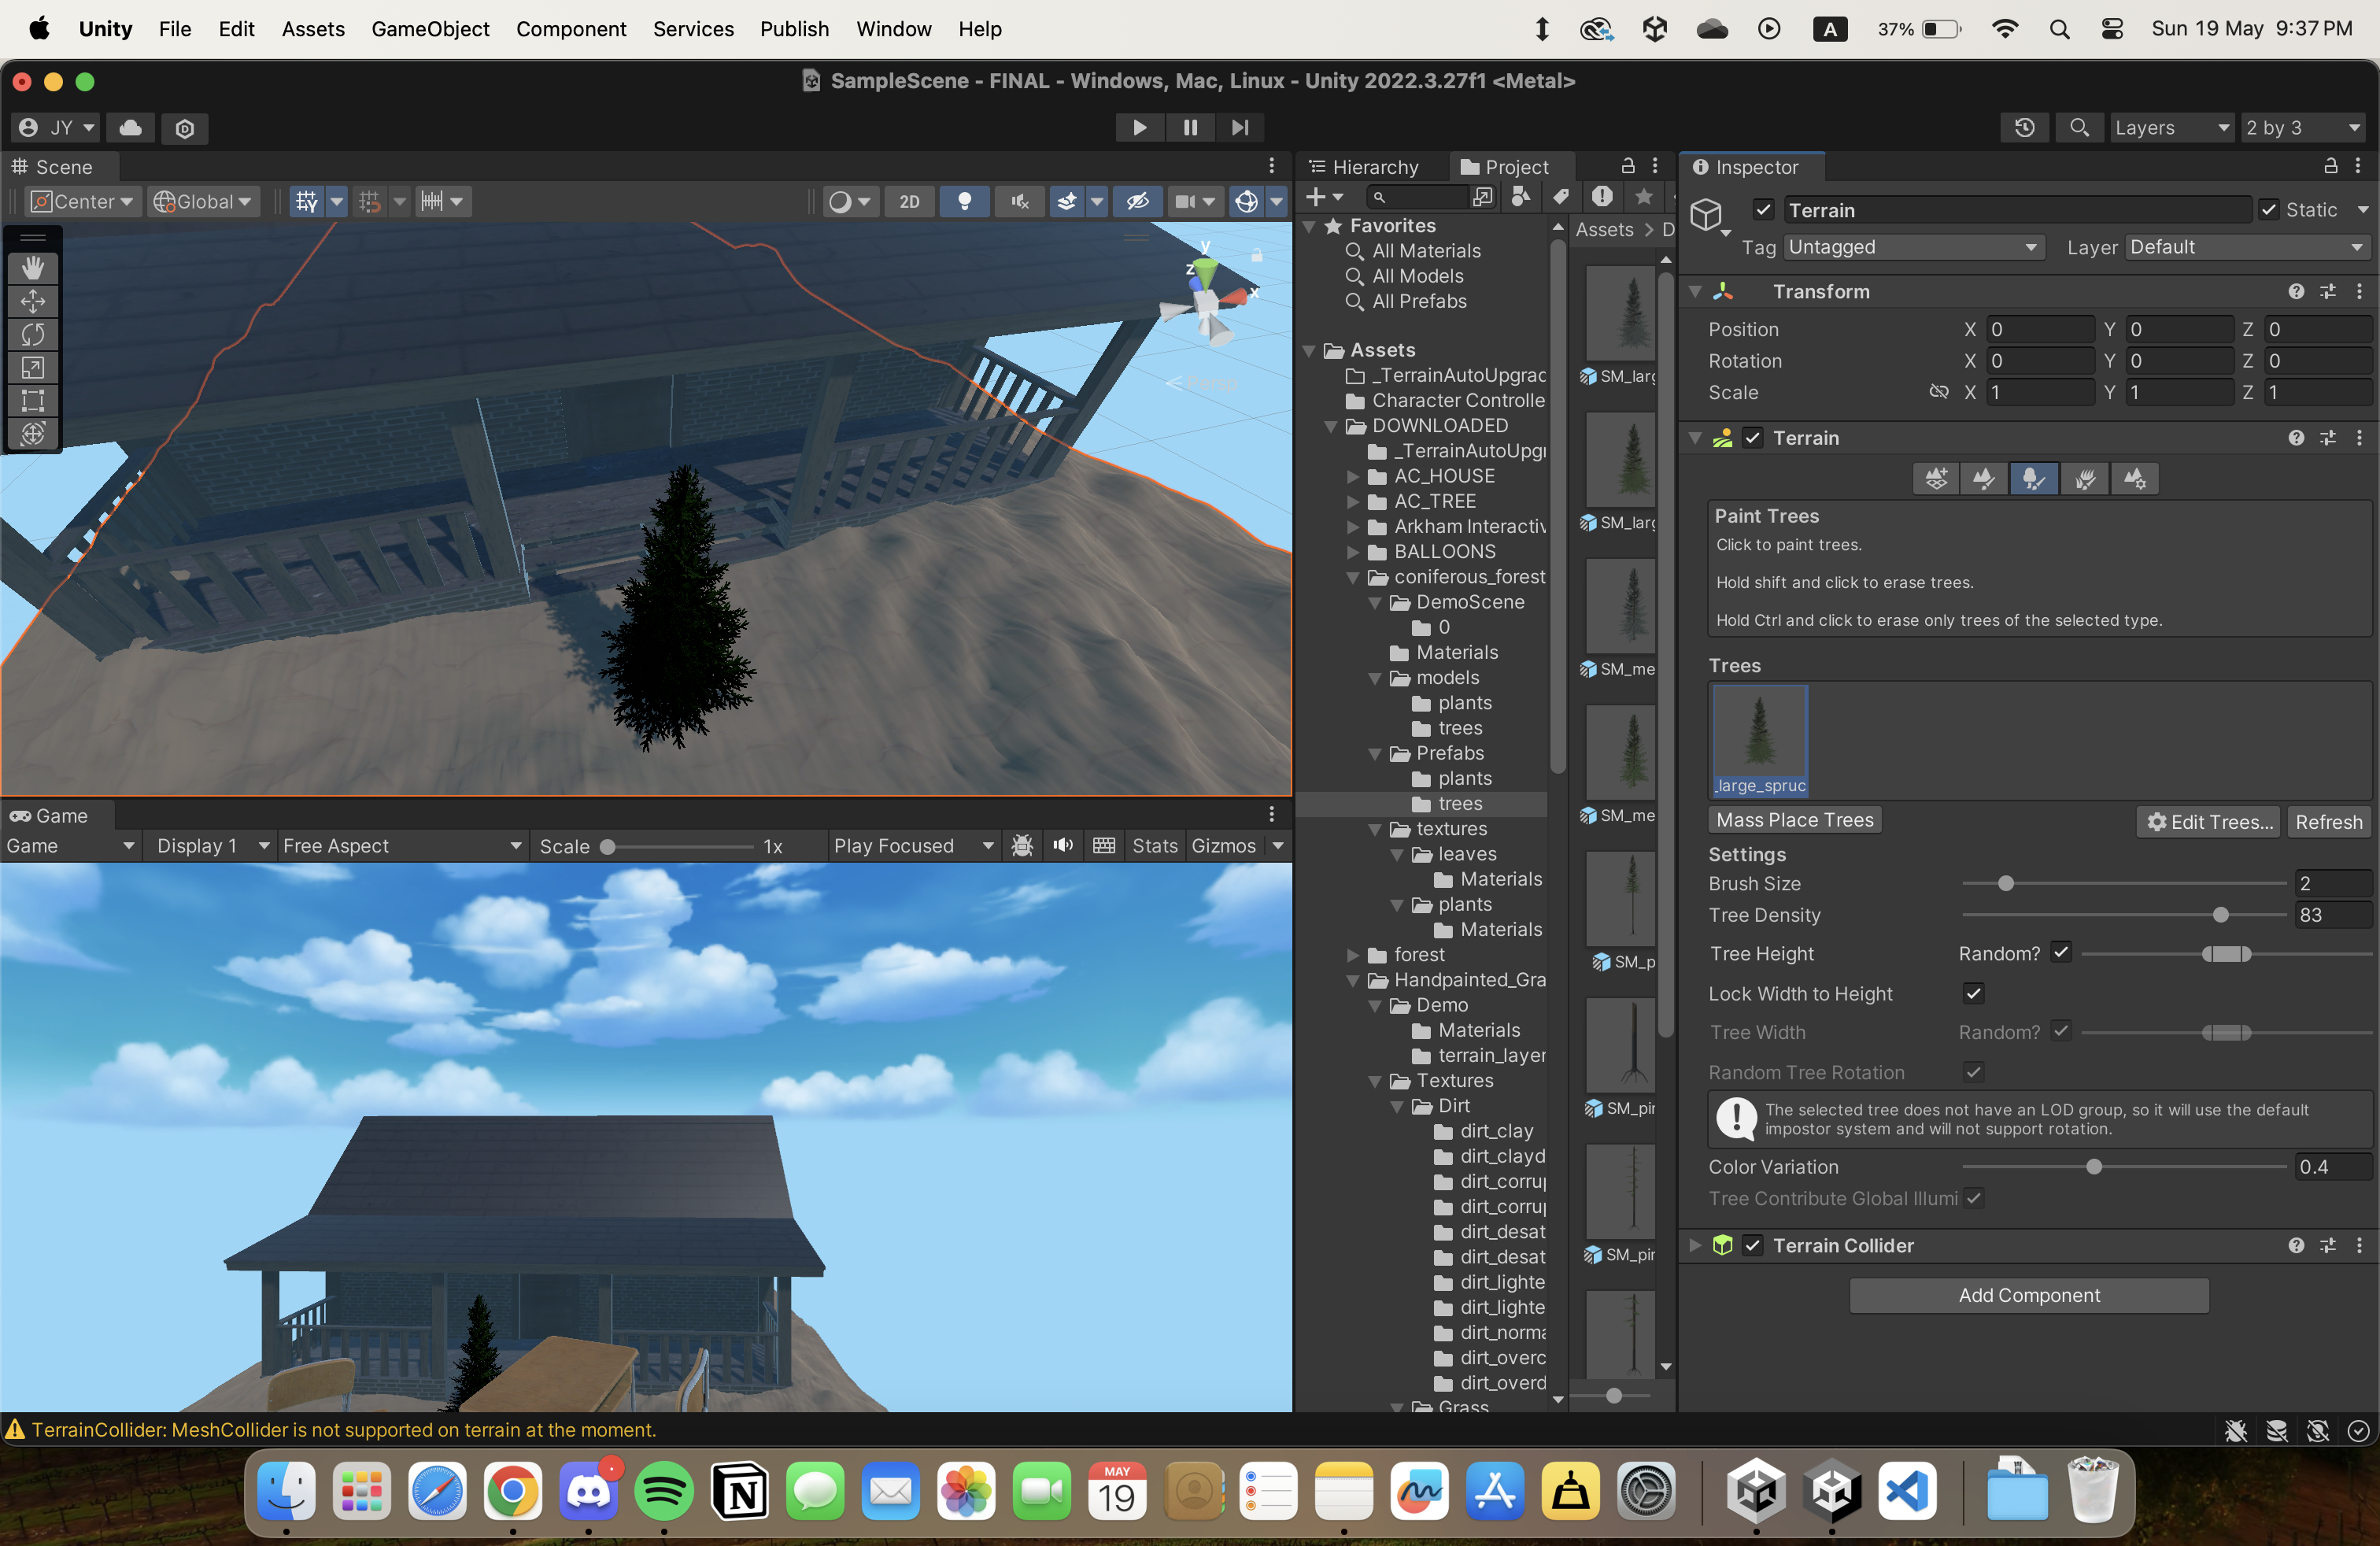 Unity File Edit Assets GameObject Component Services Publish Window Help
A 37% Sun 19 May 9:37 PM
SampleScene - FINAL - Windows, Mac, Linux - Unity 2022.3.27f1 <Metal>
JY
Layers 2 by 3
Scene
Center Global
2D
y
z
x
Persp
Game
Game Display 1 Free Aspect Scale 1x Play Focused Stats Gizmos
Hierarchy Project
Favorites
All Materials
All Models
All Prefabs
Assets
_TerrainAutoUpgrad
Character Controlle
DOWNLOADED
_TerrainAutoUpgr
AC_HOUSE
AC_TREE
Arkham Interactiv
BALLOONS
coniferous_forest
DemoScene
0
Materials
models
plants
trees
Prefabs
plants
trees
textures
leaves
Materials
plants
Materials
forest
Handpainted_Gra
Demo
Materials
terrain_layer
Textures
Dirt
dirt_clay
dirt_clayd
dirt_corrup
dirt_corrup
dirt_desat
dirt_desat
dirt_lighte
dirt_lighte
dirt_norma
dirt_overc
dirt_overd
Grass
Assets > D
SM_larg
SM_larg
SM_me
SM_me
SM_p
SM_pir
SM_pir
Inspector
Terrain Static
Tag Untagged Layer Default
Transform
Position X 0 Y 0 Z 0
Rotation X 0 Y 0 Z 0
Scale X 1 Y 1 Z 1
Terrain
Paint Trees
Click to paint trees.
Hold shift and click to erase trees.
Hold Ctrl and click to erase only trees of the selected type.
Trees
_large_spruc
Mass Place Trees Edit Trees... Refresh
Settings
Brush Size 2
Tree Density 83
Tree Height Random?
Lock Width to Height
Tree Width Random?
Random Tree Rotation
The selected tree does not have an LOD group, so it will use the default
impostor system and will not support rotation.
Color Variation 0.4
Tree Contribute Global Illumi
Terrain Collider
Add Component
TerrainCollider: MeshCollider is not supported on terrain at the moment.
MAY
19